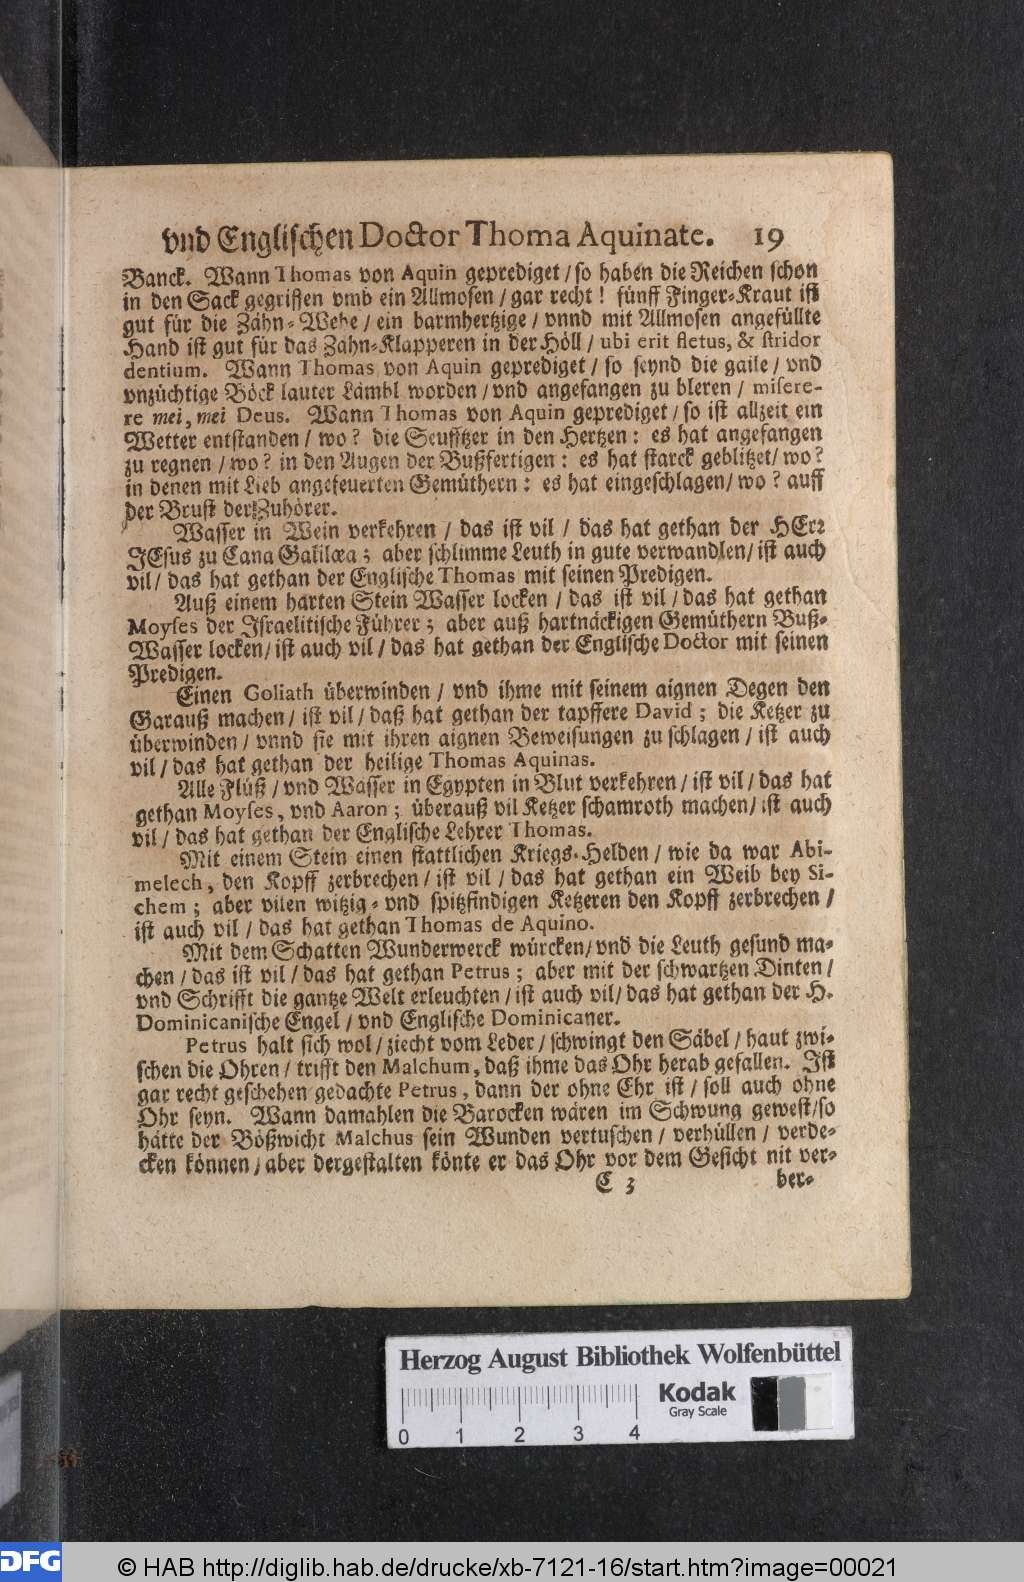 vnd Englischen Doctor Thoma Aquinate. 19
Banck. Wann Thomas von Aquin geprediget / so haben die Reichen schon
in den Sack gegriffen vmb ein Allmosen / gar recht! fünff Finger-Kraut ist
gut für die Zähn-Wehe / ein barmhertzige / vnnd mit Allmosen angefüllte
Hand ist gut für das Zahn-Klapperen in der Höll / ubi erit fletus, & stridor
dentium. Wann Thomas von Aquin geprediget / so seynd die gaile / vnd
vnzüchtige Böck lauter Lämbl worden / vnd angefangen zu bleren / misere-
re mei, mei Deus. Wann Thomas von Aquin geprediget / so ist allzeit ein
Wetter entstanden / wo? die Seufftzer in den Hertzen: es hat angefangen
zu regnen / wo? in den Augen der Bußfertigen: es hat starck geblitzet / wo?
in denen mit Lieb angefeuerten Gemüthern: es hat eingeschlagen / wo? auff
der Brust der Zuhörer.
Wasser in Wein verkehren / das ist vil / das hat gethan der HErr
JEsus zu Cana Galilæa; aber schlimme Leuth in gute verwandlen / ist auch
vil / das hat gethan der Englische Thomas mit seinen Predigen.
Auß einem harten Stein Wasser locken / das ist vil / das hat gethan
Moyses der Israelitische Führer; aber auß hartnäckigen Gemüthern Buß-
Wasser locken / ist auch vil / das hat gethan der Englische Doctor mit seinen
Predigen.
Einen Goliath überwinden / vnd ihme mit seinem aignen Degen den
Garauß machen / ist vil / daß hat gethan der tapffere David; die Ketzer zu
überwinden / vnnd sie mit ihren aignen Beweisungen zu schlagen / ist auch
vil / das hat gethan der heilige Thomas Aquinas.
Alle Flüß / vnd Wasser in Egypten in Blut verkehren / ist vil / das hat
gethan Moyses, vnd Aaron; überauß vil Ketzer schamroth machen / ist auch
vil / das hat gethan der Englische Lehrer Thomas.
Mit einem Stein einen stattlichen Kriegs-Helden / wie da war Abi-
melech, den Kopff zerbrechen / ist vil / das hat gethan ein Weib bey Si-
chem; aber vilen witzig- vnd spitzfindigen Ketzeren den Kopff zerbrechen /
ist auch vil / das hat gethan Thomas de Aquino.
Mit dem Schatten Wunderwerck würcken / vnd die Leuth gesund ma-
chen / das ist vil / das hat gethan Petrus; aber mit der schwartzen Dinten /
vnd Schrifft die gantze Welt erleuchten / ist auch vil / das hat gethan der H.
Dominicanische Engel / vnd Englische Dominicaner.
Petrus halt sich wol / ziecht vom Leder / schwingt den Säbel / haut zwi-
schen die Ohren / trifft den Malchum, daß ihme das Ohr herab gefallen. Ist
gar recht geschehen gedachte Petrus, dann der ohne Ehr ist / soll auch ohne
Ohr seyn. Wann damahlen die Barocken wären im Schwung gewest / so
hätte der Bößwicht Malchus sein Wunden vertuschen / verhüllen / verde-
cken können / aber dergestalten könte er das Ohr vor dem Gesicht nit ver-
C 3 ber-
Herzog August Bibliothek Wolfenbüttel
Kodak
Gray Scale
0 1 2 3 4
DFG
© HAB http://diglib.hab.de/drucke/xb-7121-16/start.htm?image=00021